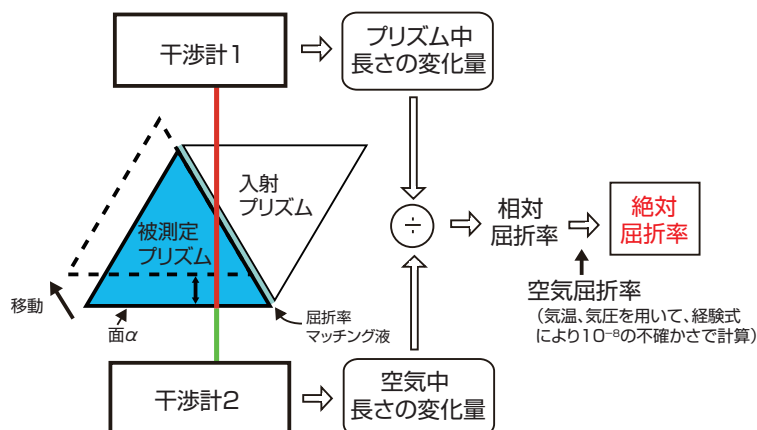 干渉計1
プリズム中
長さの変化量
入射
プリズム
被測定
プリズム
移動
面α
屈折率
マッチング液
÷
相対
屈折率
絶対
屈折率
空気屈折率
（気温、気圧を用いて、経験式
により10⁻⁸の不確かさで計算）
干渉計2
空気中
長さの変化量